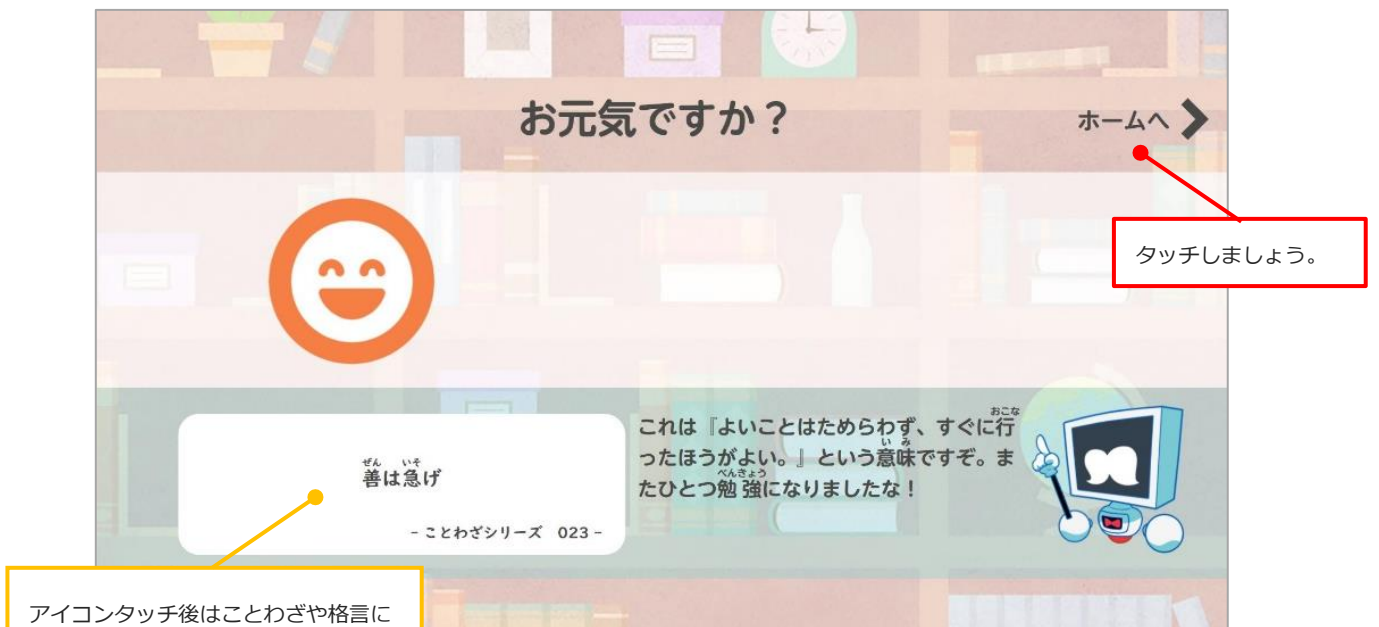 お元気ですか？
ホームへ
タッチしましょう。
ぜん いそ
善は急げ
- ことわざシリーズ 023 -
おこな
これは『よいことはためらわず、すぐに行
い み
ったほうがよい。』という意味ですぞ。ま
べんきょう
たひとつ勉強になりましたな！
アイコンタッチ後はことわざや格言に